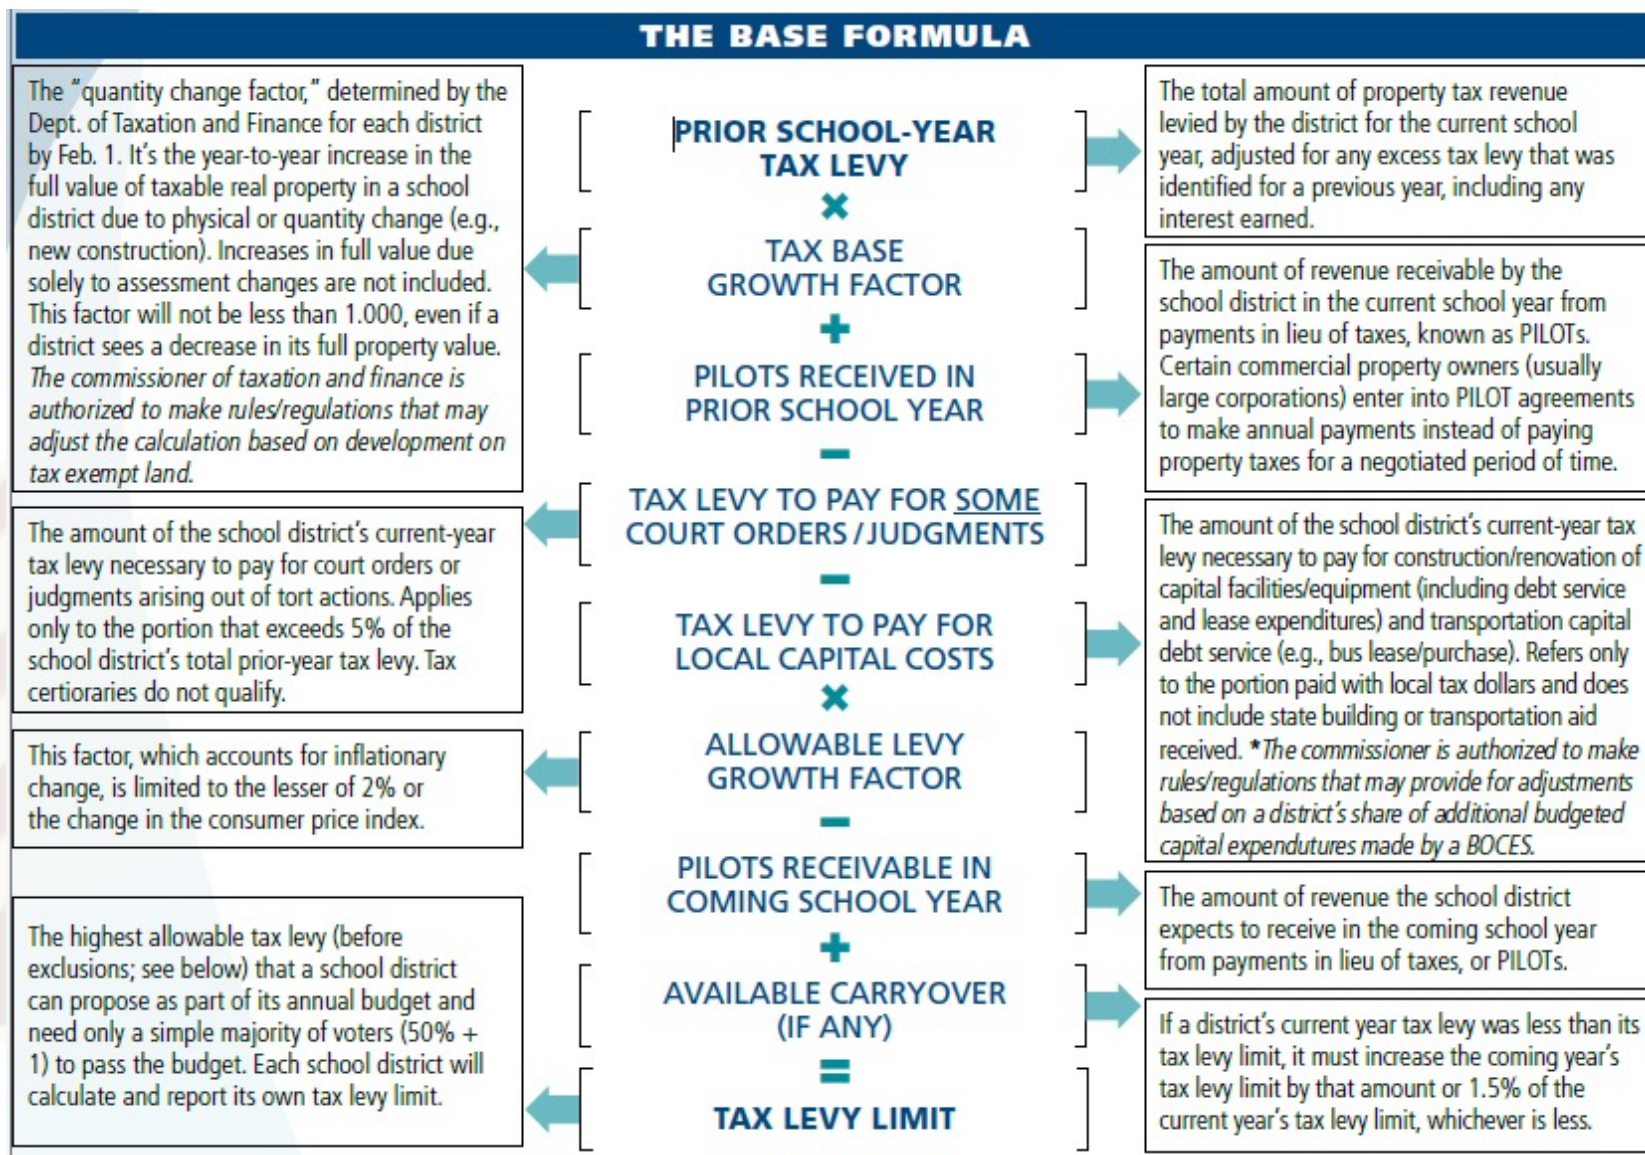 THE BASE FORMULA
The “quantity change factor,” determined by the
Dept. of Taxation and Finance for each district
by Feb. 1. It’s the year-to-year increase in the
full value of taxable real property in a school
district due to physical or quantity change (e.g.,
new construction). Increases in full value due
solely to assessment changes are not included.
This factor will not be less than 1.000, even if a
district sees a decrease in its full property value.
The commissioner of taxation and finance is
authorized to make rules/regulations that may
adjust the calculation based on development on
tax exempt land.
The amount of the school district’s current-year
tax levy necessary to pay for court orders or
judgments arising out of tort actions. Applies
only to the portion that exceeds 5% of the
school district’s total prior-year tax levy. Tax
certioraries do not qualify.
This factor, which accounts for inflationary
change, is limited to the lesser of 2% or
the change in the consumer price index.
The highest allowable tax levy (before
exclusions; see below) that a school district
can propose as part of its annual budget and
need only a simple majority of voters (50% +
1) to pass the budget. Each school district will
calculate and report its own tax levy limit.
PRIOR SCHOOL-YEAR
TAX LEVY
×
TAX BASE
GROWTH FACTOR
+
PILOTS RECEIVED IN
PRIOR SCHOOL YEAR
–
TAX LEVY TO PAY FOR SOME
COURT ORDERS / JUDGMENTS
–
TAX LEVY TO PAY FOR
LOCAL CAPITAL COSTS
×
ALLOWABLE LEVY
GROWTH FACTOR
–
PILOTS RECEIVABLE IN
COMING SCHOOL YEAR
+
AVAILABLE CARRYOVER
(IF ANY)
=
TAX LEVY LIMIT
The total amount of property tax revenue
levied by the district for the current school
year, adjusted for any excess tax levy that was
identified for a previous year, including any
interest earned.
The amount of revenue receivable by the
school district in the current school year from
payments in lieu of taxes, known as PILOTs.
Certain commercial property owners (usually
large corporations) enter into PILOT agreements
to make annual payments instead of paying
property taxes for a negotiated period of time.
The amount of the school district’s current-year tax
levy necessary to pay for construction/renovation of
capital facilities/equipment (including debt service
and lease expenditures) and transportation capital
debt service (e.g., bus lease/purchase). Refers only
to the portion paid with local tax dollars and does
not include state building or transportation aid
received. *The commissioner is authorized to make
rules/regulations that may provide for adjustments
based on a district’s share of additional budgeted
capital expendutures made by a BOCES.
The amount of revenue the school district
expects to receive in the coming school year
from payments in lieu of taxes, or PILOTs.
If a district’s current year tax levy was less than its
tax levy limit, it must increase the coming year’s
tax levy limit by that amount or 1.5% of the
current year’s tax levy limit, whichever is less.